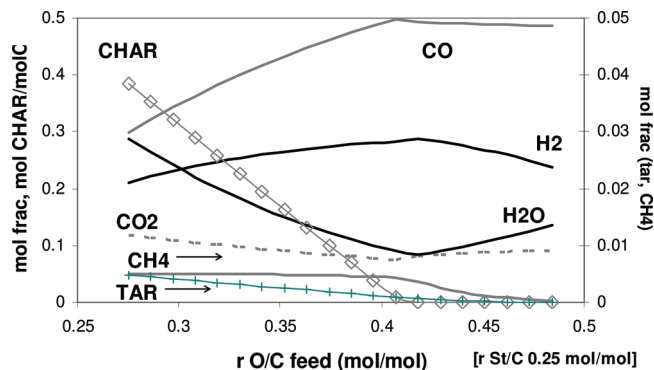 0.5
0.4
0.3
0.2
0.1
0
mol frac, mol CHAR/molC
CHAR
CO
H2
H2O
CO2
CH4
TAR
0.05
0.04
0.03
0.02
0.01
0
mol frac (tar, CH4)
0.25
0.3
0.35
0.4
0.45
0.5
r O/C feed (mol/mol)
[r St/C 0.25 mol/mol]